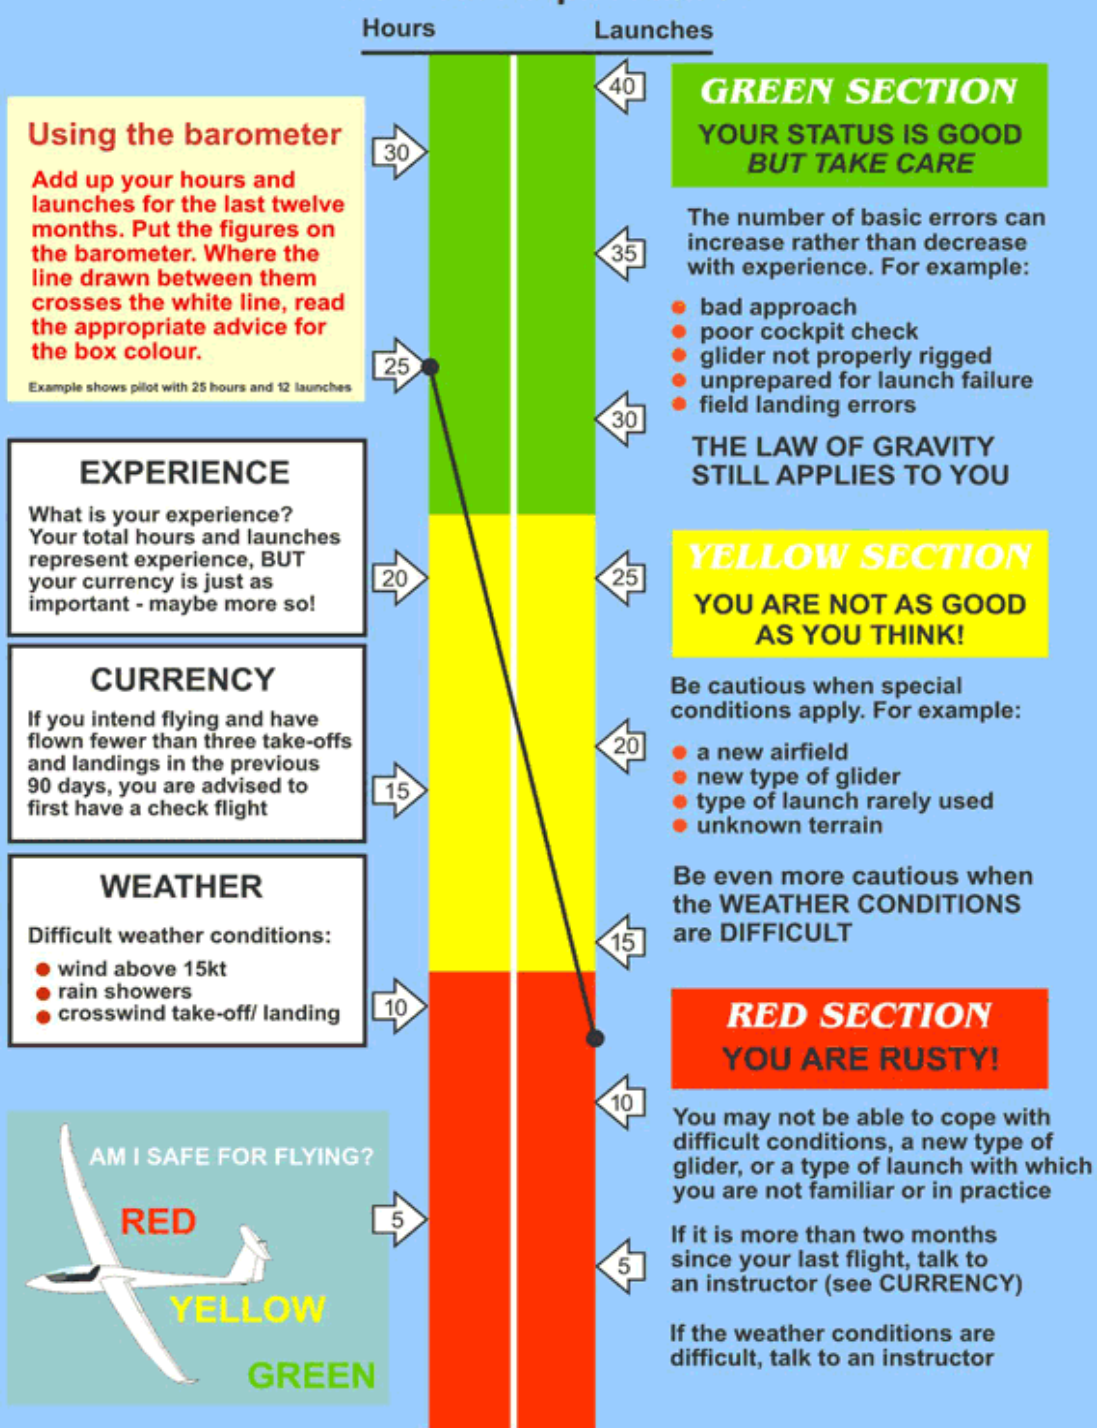 Hours
Launches
40
30
35
25
30
20
25
20
15
15
10
10
5
5
Using the barometer
Add up your hours and
launches for the last twelve
months. Put the figures on
the barometer. Where the
line drawn between them
crosses the white line, read
the appropriate advice for
the box colour.
Example shows pilot with 25 hours and 12 launches
EXPERIENCE
What is your experience?
Your total hours and launches
represent experience, BUT
your currency is just as
important - maybe more so!
CURRENCY
If you intend flying and have
flown fewer than three take-offs
and landings in the previous
90 days, you are advised to
first have a check flight
WEATHER
Difficult weather conditions:
wind above 15kt
rain showers
crosswind take-off/ landing
AM I SAFE FOR FLYING?
RED
YELLOW
GREEN
GREEN SECTION
YOUR STATUS IS GOOD
BUT TAKE CARE
The number of basic errors can
increase rather than decrease
with experience. For example:
bad approach
poor cockpit check
glider not properly rigged
unprepared for launch failure
field landing errors
THE LAW OF GRAVITY
STILL APPLIES TO YOU
YELLOW SECTION
YOU ARE NOT AS GOOD
AS YOU THINK!
Be cautious when special
conditions apply. For example:
a new airfield
new type of glider
type of launch rarely used
unknown terrain
Be even more cautious when
the WEATHER CONDITIONS
are DIFFICULT
RED SECTION
YOU ARE RUSTY!
You may not be able to cope with
difficult conditions, a new type of
glider, or a type of launch with which
you are not familiar or in practice
If it is more than two months
since your last flight, talk to
an instructor (see CURRENCY)
If the weather conditions are
difficult, talk to an instructor